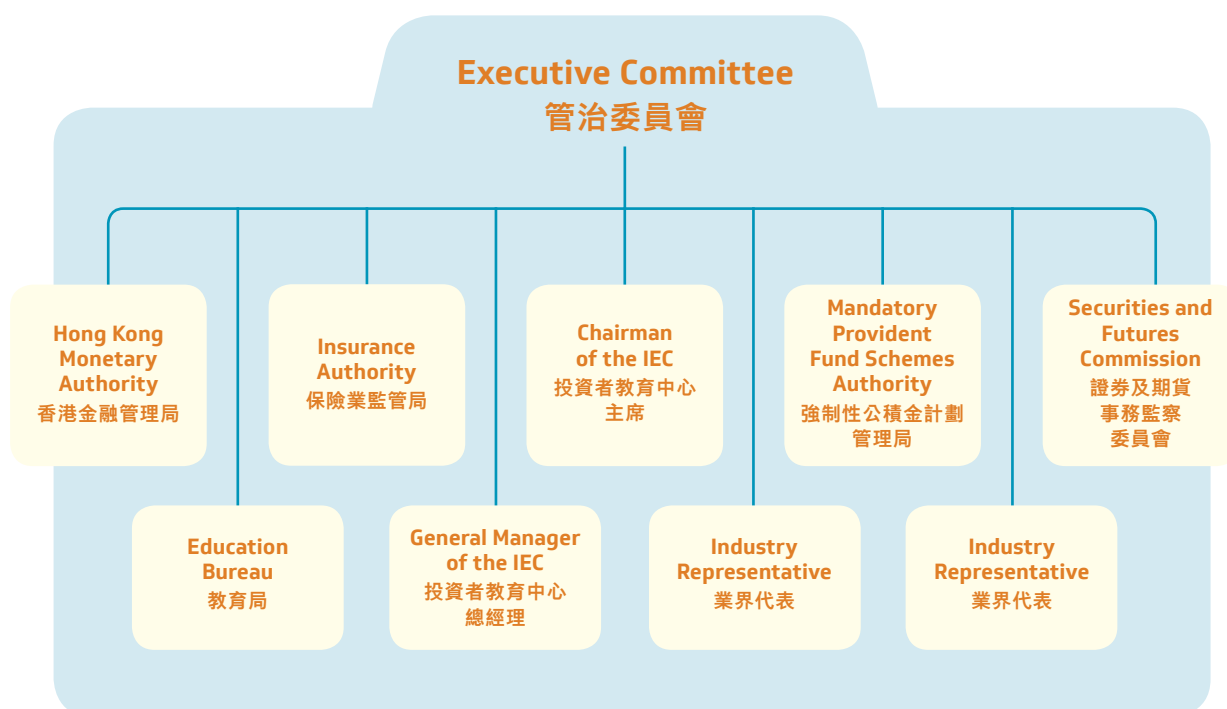 Executive Committee
管治委員會
Hong Kong
Monetary
Authority
香港金融管理局
Insurance
Authority
保險業監管局
Chairman
of the IEC
投資者教育中心
主席
Mandatory
Provident
Fund Schemes
Authority
強制性公積金計劃
管理局
Securities and
Futures
Commission
證券及期貨
事務監察
委員會
Education
Bureau
教育局
General Manager
of the IEC
投資者教育中心
總經理
Industry
Representative
業界代表
Industry
Representative
業界代表